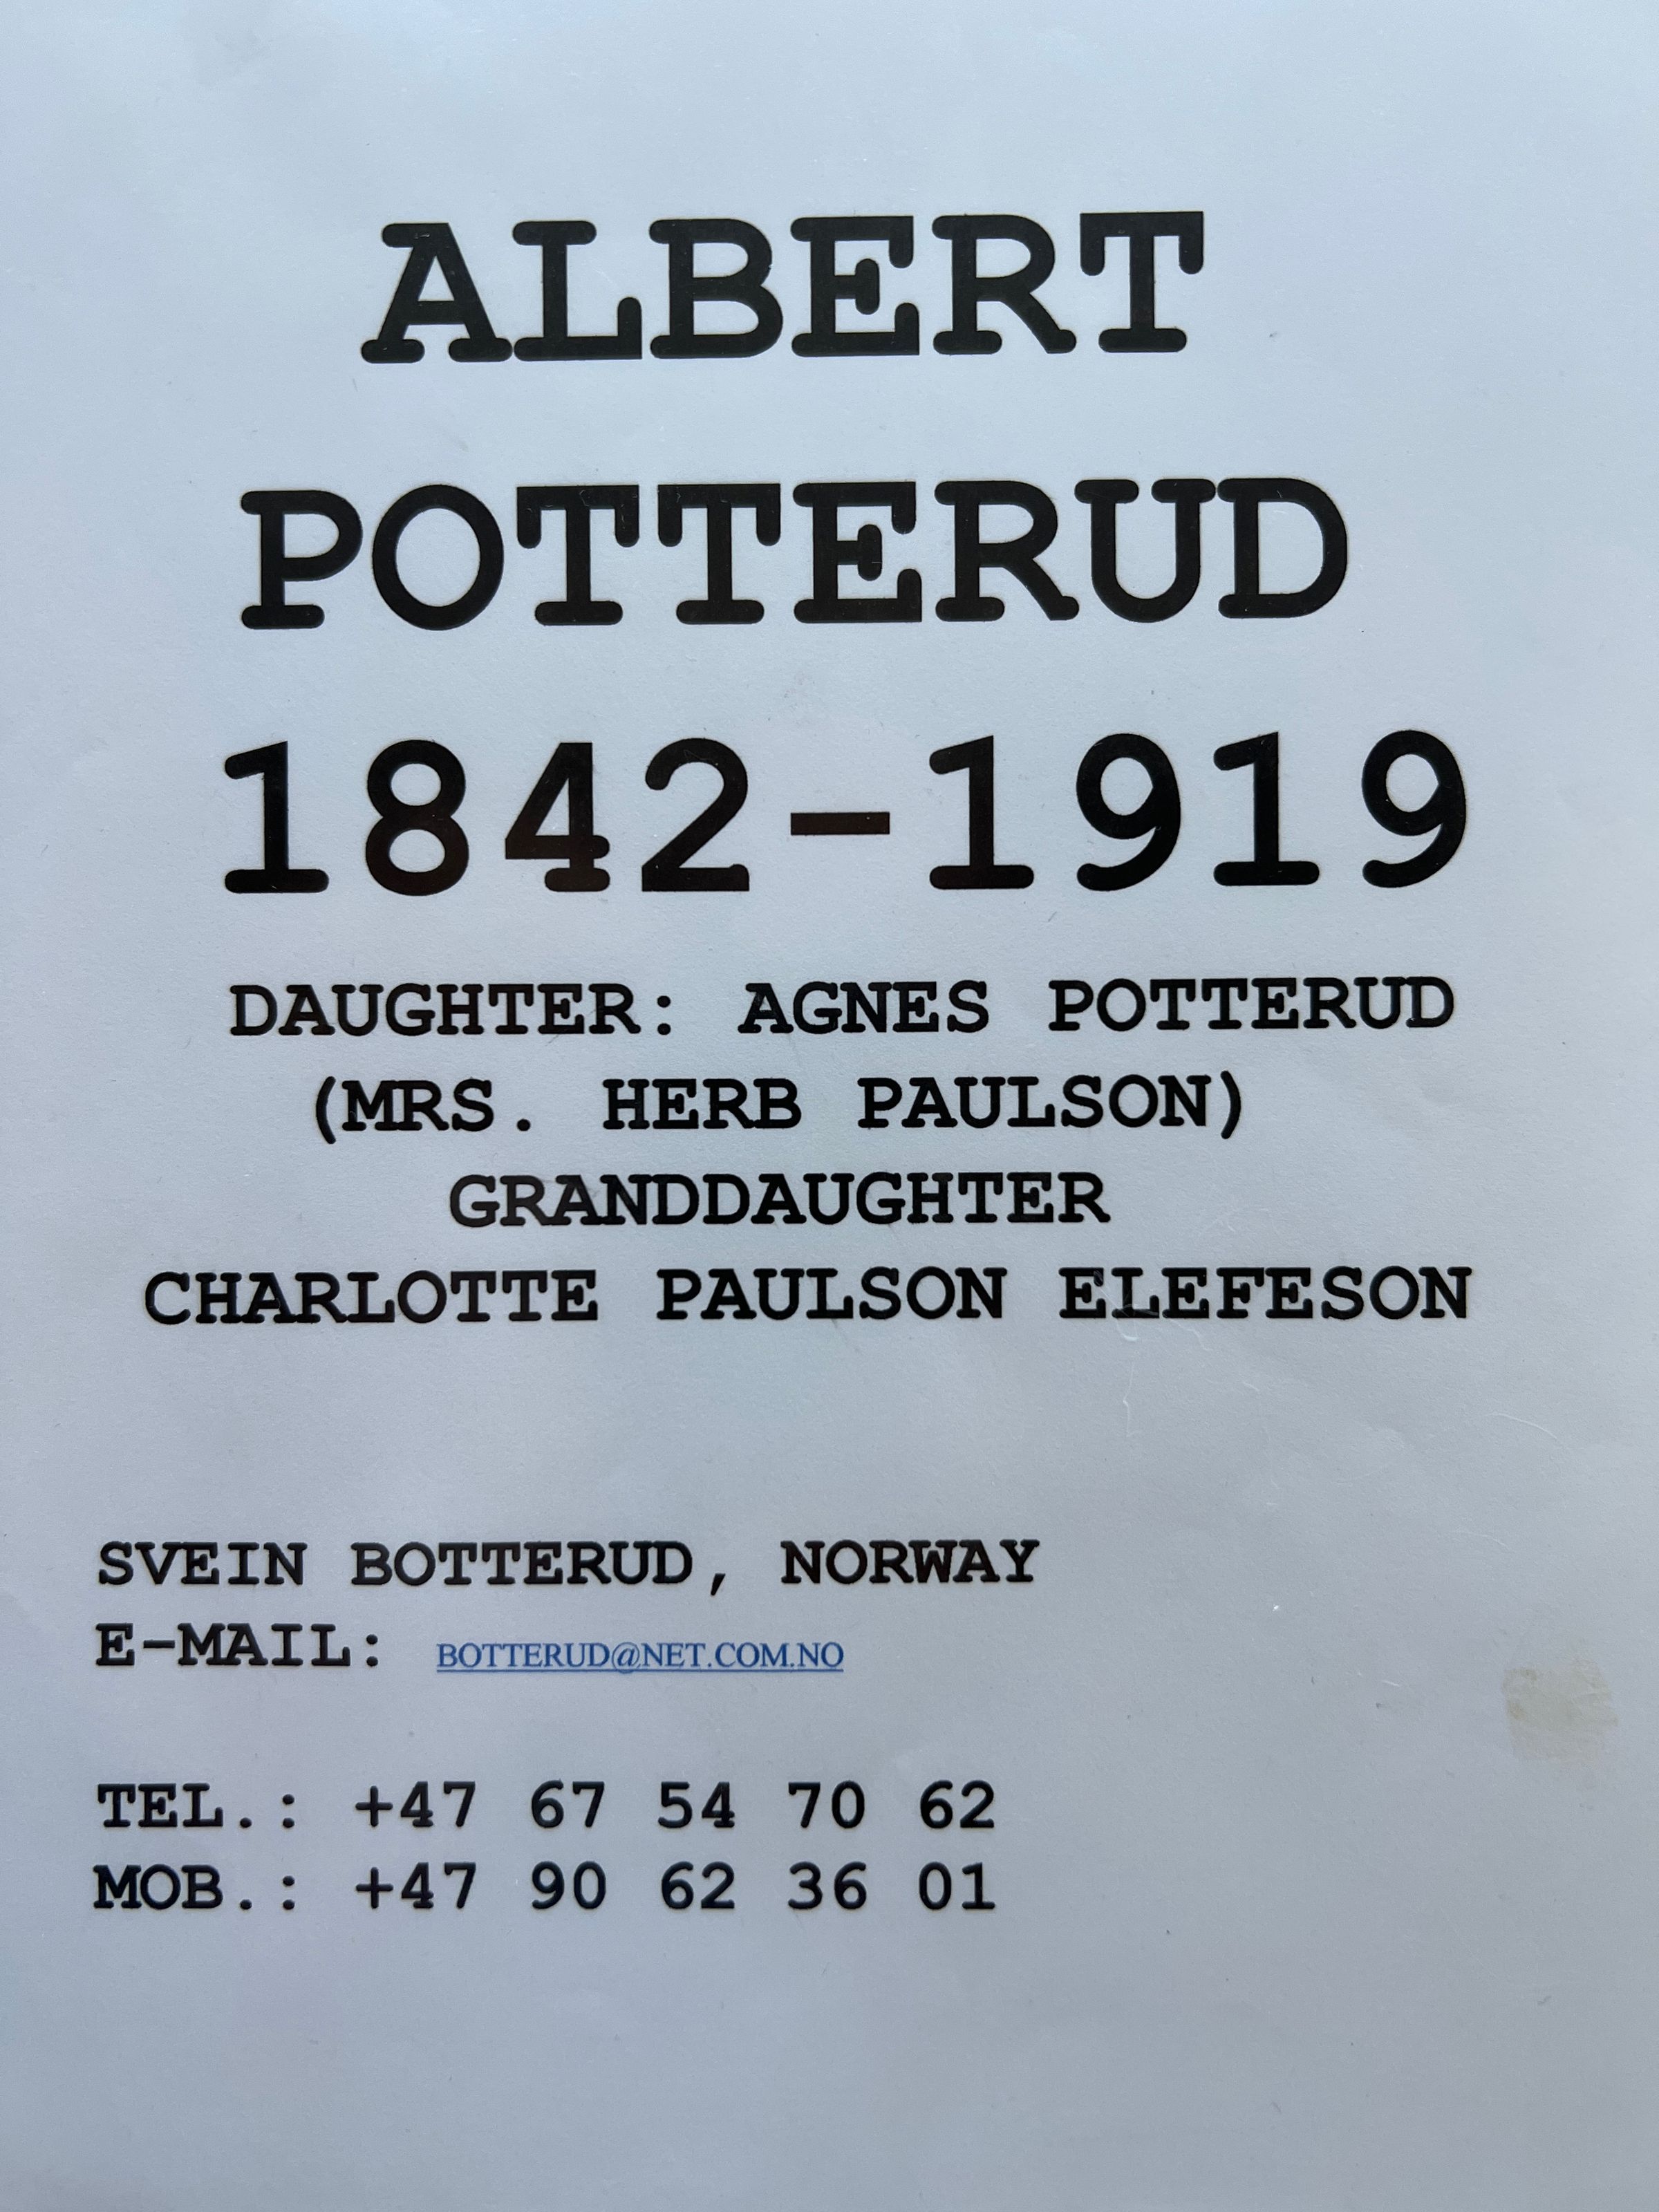 ALBERT
POTTERUD
1842-1919
DAUGHTER: AGNES POTTERUD
(MRS. HERB PAULSON)
GRANDDAUGHTER
CHARLOTTE PAULSON ELEFESON
SVEIN BOTTERUD, NORWAY
E-MAIL: BOTTERUD@NET.COM.NO
TEL.: +47 67 54 70 62
MOB.: +47 90 62 36 01